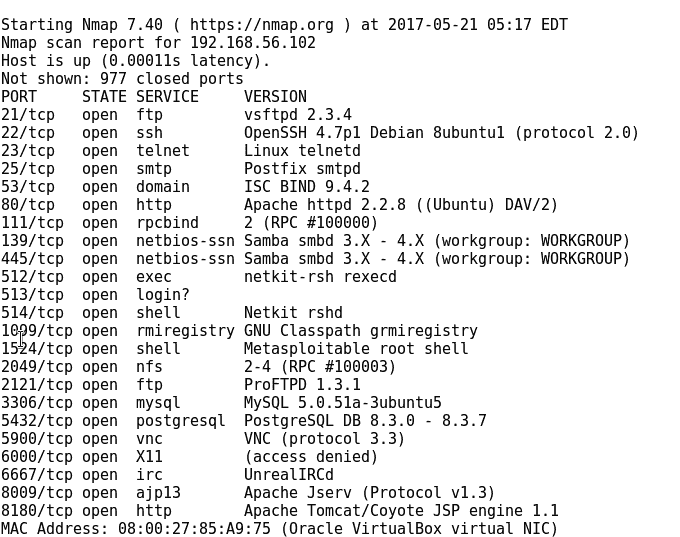 Starting Nmap 7.40 ( https://nmap.org ) at 2017-05-21 05:17 EDT
Nmap scan report for 192.168.56.102
Host is up (0.00011s latency).
Not shown: 977 closed ports
PORT     STATE SERVICE     VERSION
21/tcp   open  ftp         vsftpd 2.3.4
22/tcp   open  ssh         OpenSSH 4.7p1 Debian 8ubuntu1 (protocol 2.0)
23/tcp   open  telnet      Linux telnetd
25/tcp   open  smtp        Postfix smtpd
53/tcp   open  domain      ISC BIND 9.4.2
80/tcp   open  http        Apache httpd 2.2.8 ((Ubuntu) DAV/2)
111/tcp  open  rpcbind     2 (RPC #100000)
139/tcp  open  netbios-ssn Samba smbd 3.X - 4.X (workgroup: WORKGROUP)
445/tcp  open  netbios-ssn Samba smbd 3.X - 4.X (workgroup: WORKGROUP)
512/tcp  open  exec        netkit-rsh rexecd
513/tcp  open  login?
514/tcp  open  shell       Netkit rshd
1099/tcp open  rmiregistry GNU Classpath grmiregistry
1524/tcp open  shell       Metasploitable root shell
2049/tcp open  nfs         2-4 (RPC #100003)
2121/tcp open  ftp         ProFTPD 1.3.1
3306/tcp open  mysql       MySQL 5.0.51a-3ubuntu5
5432/tcp open  postgresql  PostgreSQL DB 8.3.0 - 8.3.7
5900/tcp open  vnc         VNC (protocol 3.3)
6000/tcp open  X11         (access denied)
6667/tcp open  irc         UnrealIRCd
8009/tcp open  ajp13       Apache Jserv (Protocol v1.3)
8180/tcp open  http        Apache Tomcat/Coyote JSP engine 1.1
MAC Address: 08:00:27:85:A9:75 (Oracle VirtualBox virtual NIC)